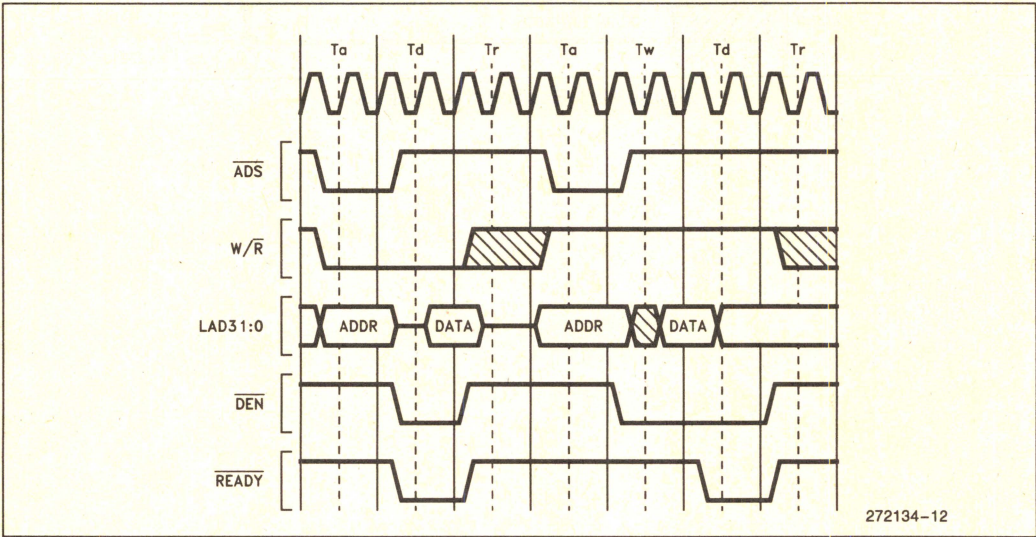 Ta Td Tr Ta Tw Td Tr
ADS
W/R
LAD31:0 ADDR DATA ADDR DATA
DEN
READY
272134-12